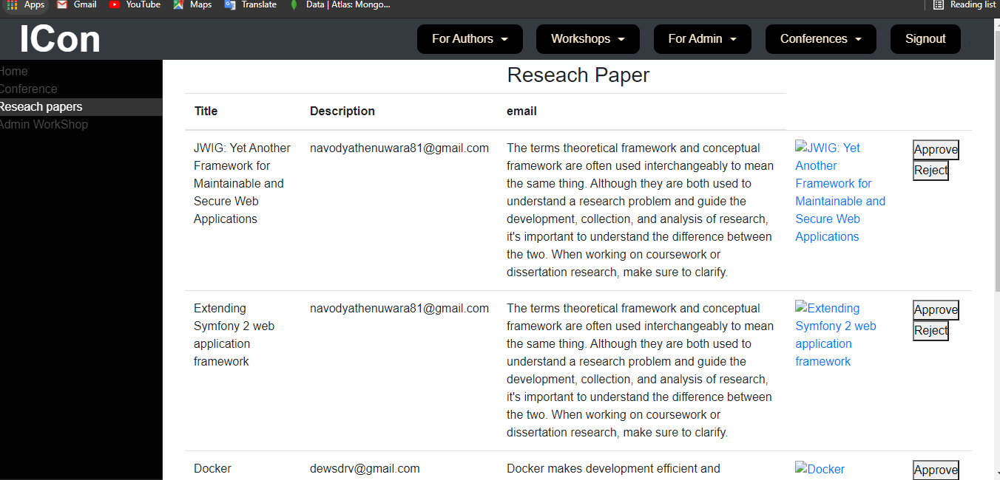 Apps Gmail YouTube Maps Translate Data | Atlas: Mongo... Reading list
ICon
For Authors Workshops For Admin Conferences Signout
Home
Conference
Reseach papers
Admin WorkShop
Reseach Paper
Title Description email
JWIG: Yet Another
Framework for
Maintainable and
Secure Web
Applications
navodyathenuwara81@gmail.com
The terms theoretical framework and conceptual
framework are often used interchangeably to mean
the same thing. Although they are both used to
understand a research problem and guide the
development, collection, and analysis of research,
it's important to understand the difference between
the two. When working on coursework or
dissertation research, make sure to clarify.
JWIG: Yet
Another
Framework for
Maintainable and
Secure Web
Applications
Approve
Reject
Extending
Symfony 2 web
application
framework
navodyathenuwara81@gmail.com
The terms theoretical framework and conceptual
framework are often used interchangeably to mean
the same thing. Although they are both used to
understand a research problem and guide the
development, collection, and analysis of research,
it's important to understand the difference between
the two. When working on coursework or
dissertation research, make sure to clarify.
Extending
Symfony 2 web
application
framework
Approve
Reject
Docker
dewsdrv@gmail.com
Docker makes development efficient and
Docker
Approve